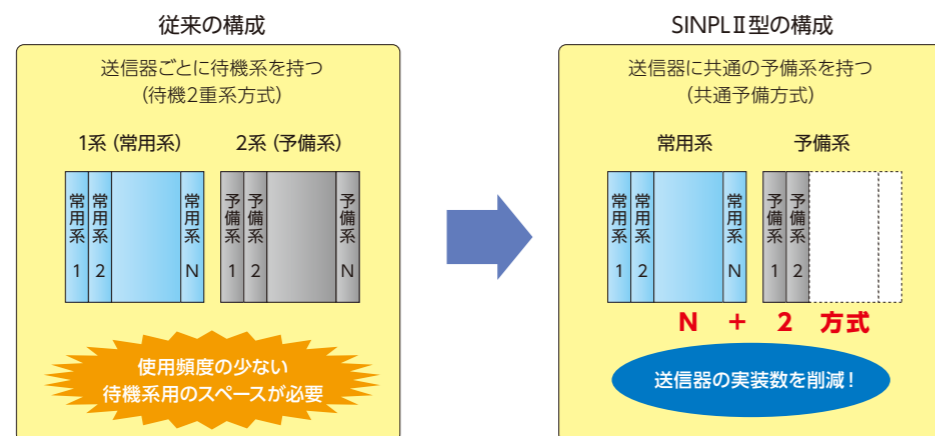 従来の構成
送信器ごとに待機系を持つ
(待機2重系方式)
1系 (常用系)
2系 (予備系)
常用系 1
常用系 2
常用系 N
予備系 1
予備系 2
予備系 N
使用頻度の少ない
待機系用のスペースが必要
SINPLⅡ型の構成
送信器に共通の予備系を持つ
(共通予備方式)
常用系
予備系
常用系 1
常用系 2
常用系 N
予備系 1
予備系 2
N + 2 方式
送信器の実装数を削減!